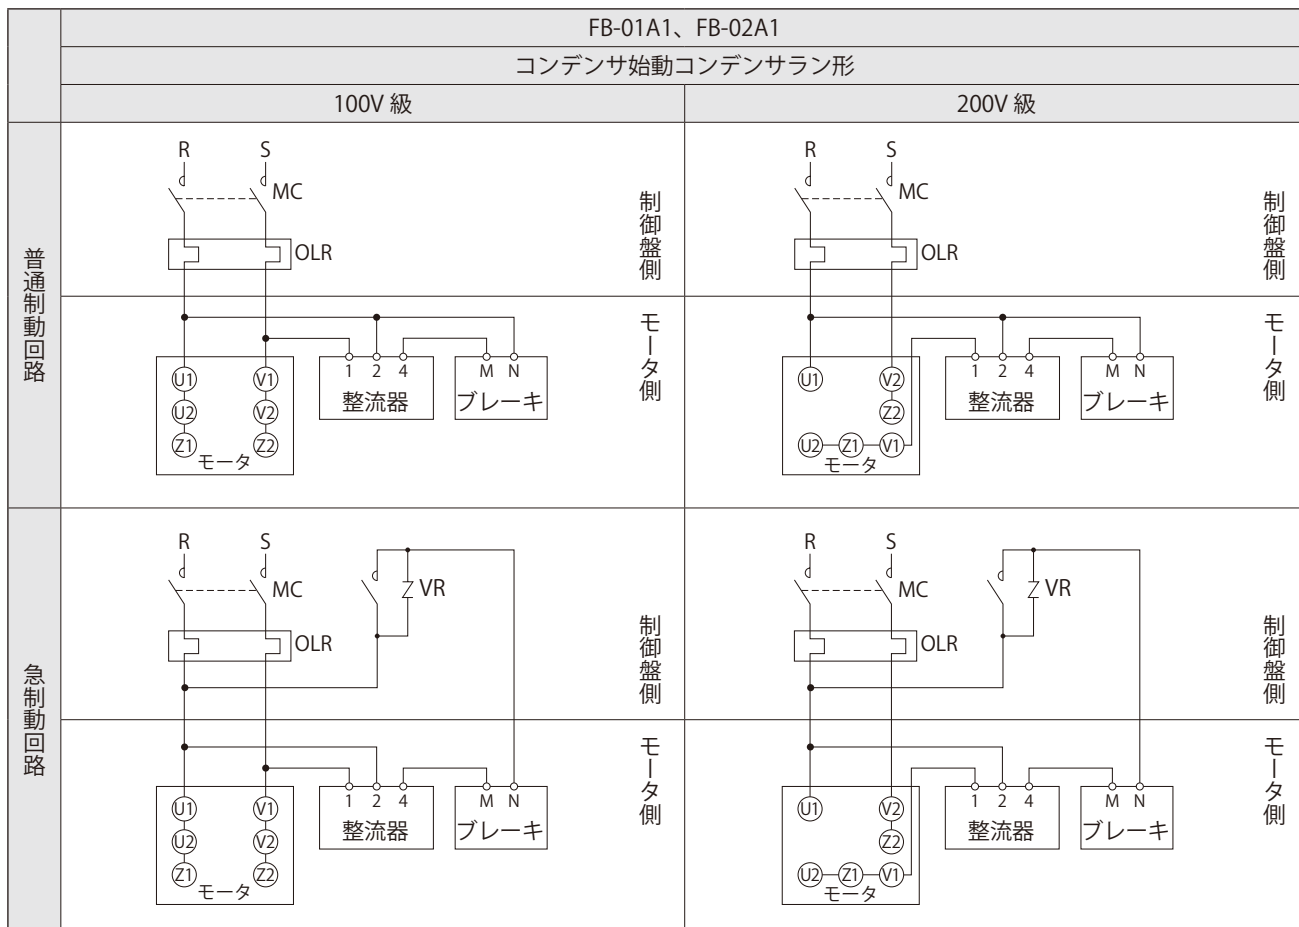 FB-01A1、FB-02A1
コンデンサ始動コンデンサラン形
100V 級
200V 級
普通制動回路
R S
MC
OLR
制御盤側
モータ側
1 2 4
整流器
M N
ブレーキ
U1 V1
U2 V2
Z1 Z2
モータ
R S
MC
OLR
制御盤側
モータ側
1 2 4
整流器
M N
ブレーキ
U1 V2
Z2
U2 Z1 V1
モータ
急制動回路
R S
MC
VR
OLR
制御盤側
モータ側
1 2 4
整流器
M N
ブレーキ
U1 V1
U2 V2
Z1 Z2
モータ
R S
MC
VR
OLR
制御盤側
モータ側
1 2 4
整流器
M N
ブレーキ
U1 V2
Z2
U2 Z1 V1
モータ